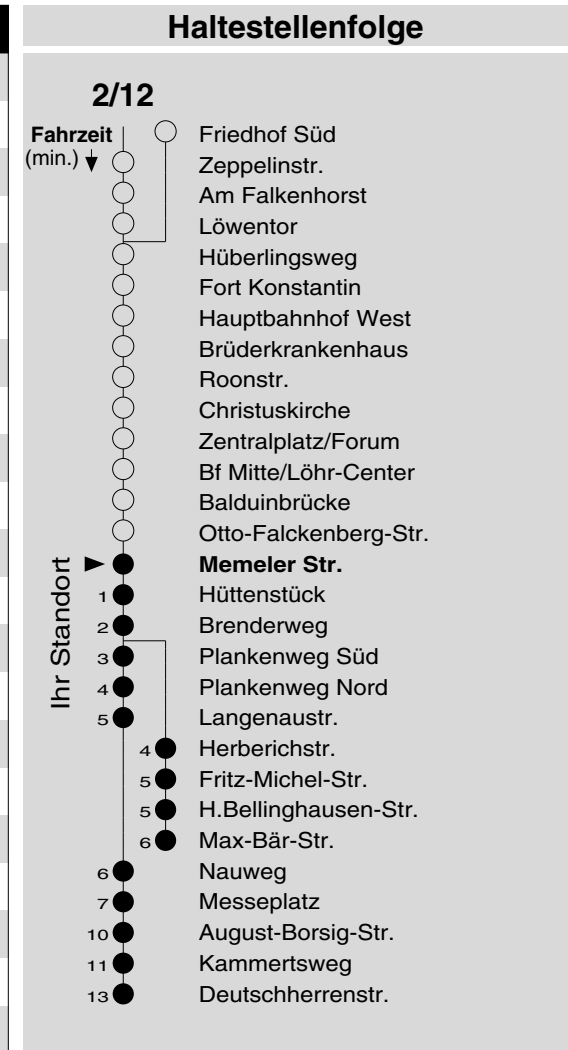 Haltestellenfolge
2/12
Fahrzeit
(min.)
Friedhof Süd
Zeppelinstr.
Am Falkenhorst
Löwentor
Hüberlingsweg
Fort Konstantin
Hauptbahnhof West
Brüderkrankenhaus
Roonstr.
Christuskirche
Zentralplatz/Forum
Bf Mitte/Löhr-Center
Balduinbrücke
Otto-Falckenberg-Str.
Ihr Standort
Memeler Str.
1 Hüttenstück
2 Brenderweg
3 Plankenweg Süd
4 Plankenweg Nord
5 Langenaustr.
4 Herberichstr.
5 Fritz-Michel-Str.
5 H.Bellinghausen-Str.
6 Max-Bär-Str.
6 Nauweg
7 Messeplatz
10 August-Borsig-Str.
11 Kammertsweg
13 Deutschherrenstr.